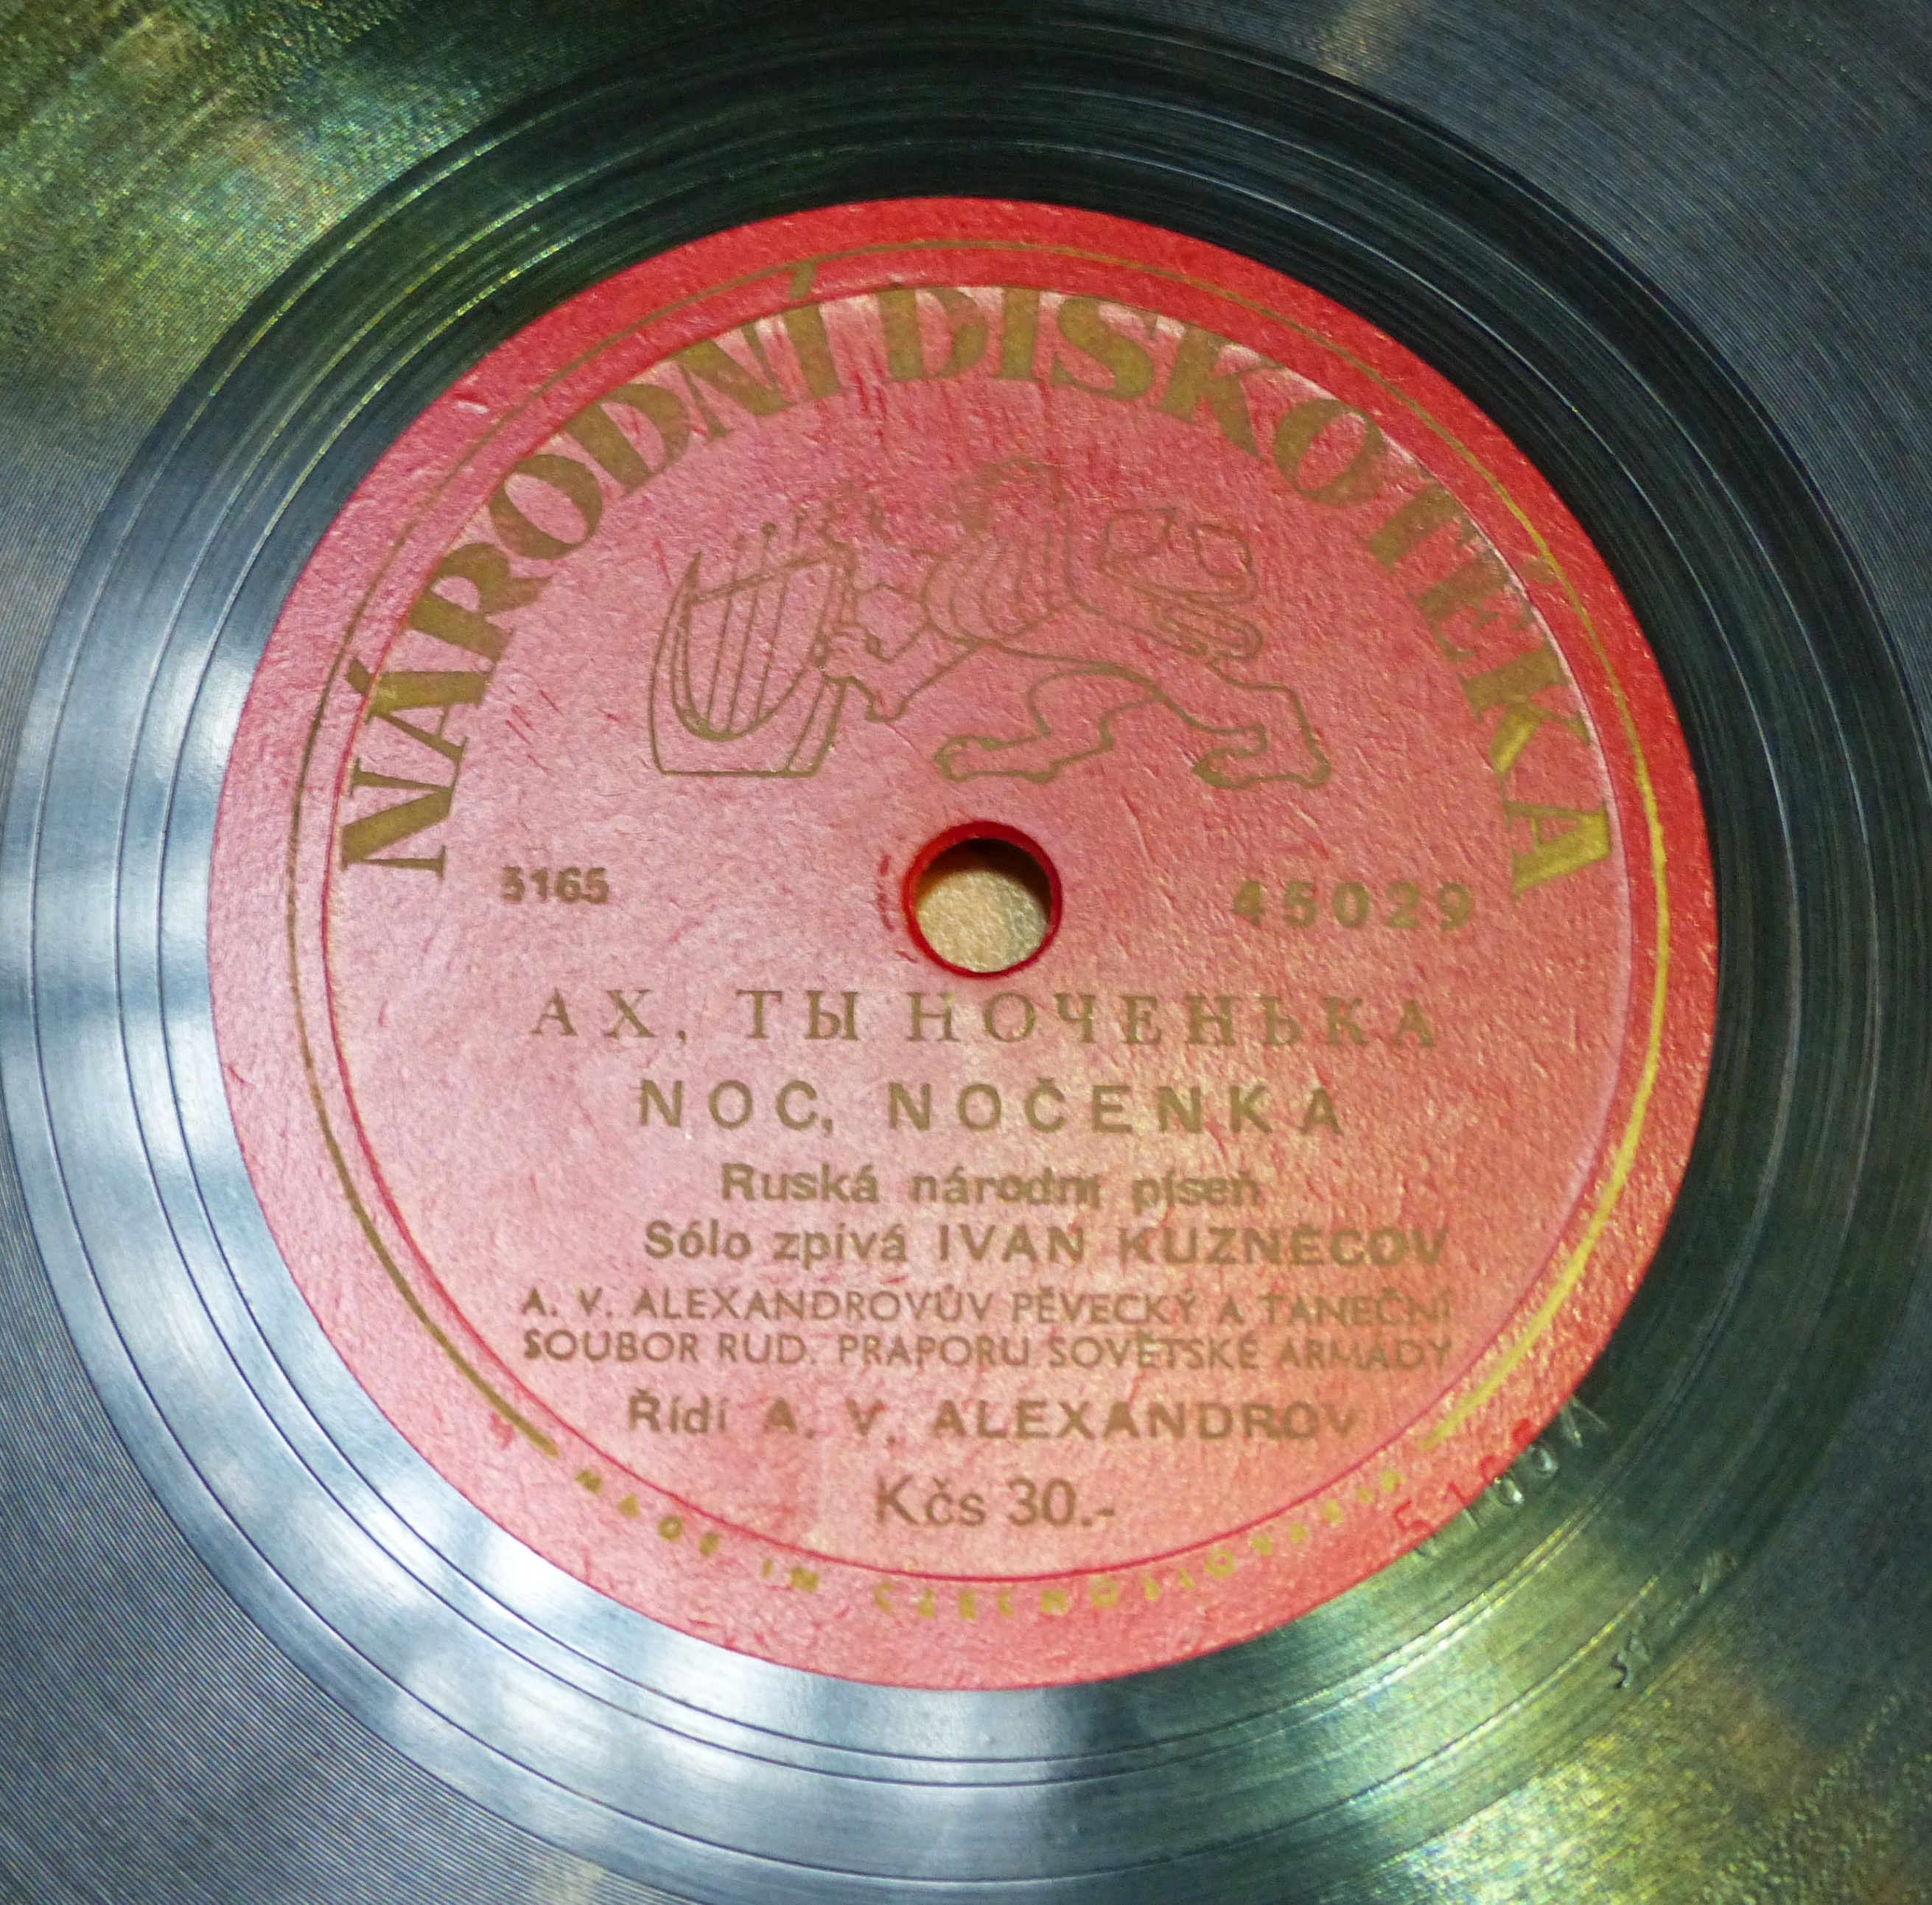 NÁRODNÍ DISKOTÉKA
5165
45029
АХ, ТЫ НОЧЕНЬКА
NOC, NOČENKA
Ruská národní píseň
Sólo zpívá IVAN KUZNĚCOV
A. V. ALEXANDROVŮV PĚVECKÝ A TANEČNÍ
SOUBOR RUD. PRAPORU SOVĚTSKÉ ARMÁDY
Řídí A. V. ALEXANDROV
Kčs 30.-
MADE IN CZECHOSLOVAKIA